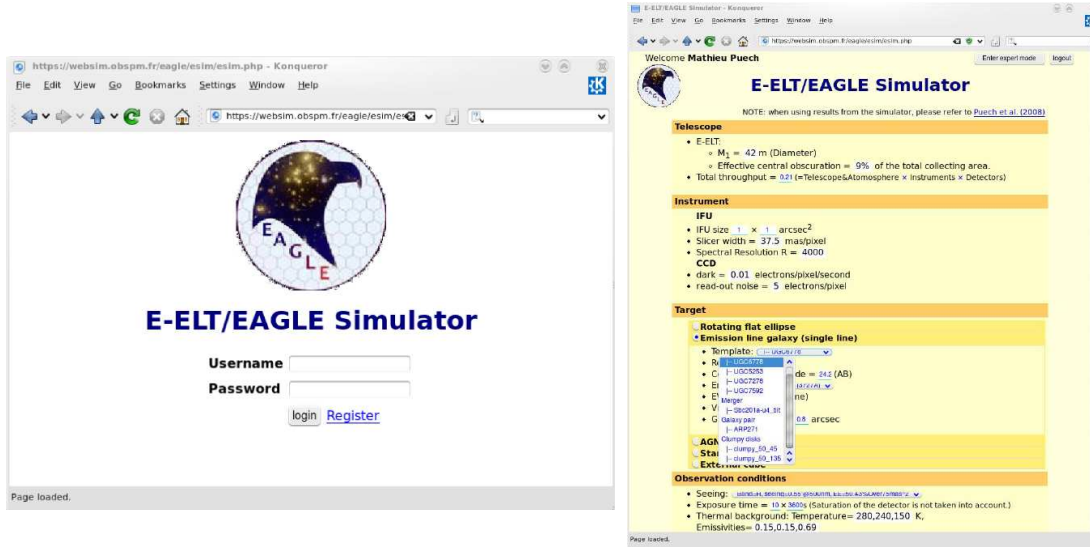 https://websim.obspm.fr/eagle/esim/esim.php - Konqueror
File Edit View Go Bookmarks Settings Window Help
https://websim.obspm.fr/eagle/esim/es
EAGLE
E-ELT/EAGLE Simulator
Username
Password
login Register
Page loaded.
E-ELT/EAGLE Simulator - Konqueror
File Edit View Go Bookmarks Settings Window Help
https://websim.obspm.fr/eagle/esim/esim.php
Welcome Mathieu Puech Enter expert mode logout
EAGLE
E-ELT/EAGLE Simulator
NOTE: when using results from the simulator, please refer to Puech et al. (2008)
Telescope
• E-ELT:
◦ M1 = 42 m (Diameter)
◦ Effective central obscuration = 9% of the total collecting area.
• Total throughput = 0.21 (=Telescope&Atomosphere × Instruments × Detectors)
Instrument
IFU
• IFU size 1 × 1 arcsec2
• Slicer width = 37.5 mas/pixel
• Spectral Resolution R = 4000
CCD
• dark = 0.01 electrons/pixel/second
• read-out noise = 5 electrons/pixel
Target
Rotating flat ellipse
Emission line galaxy (single line)
• Template: |-- UGC6778
|-- UGC6778
|-- UGC5253
|-- UGC7278
|-- UGC7592
Merger
Galaxy pair
|-- ARP271
Clumpy disks
|-- clumpy_50_45
|-- clumpy_50_135
de = 24.2 (AB)
ne)
0.8 arcsec
AGN
Sta
External cube
Observation conditions
• Seeing:
• Exposure time = 10 × 3600s (Saturation of the detector is not taken into account.)
• Thermal background: Temperature= 280,240,150 K,
Emissivities= 0.15,0.15,0.69
Page loaded.